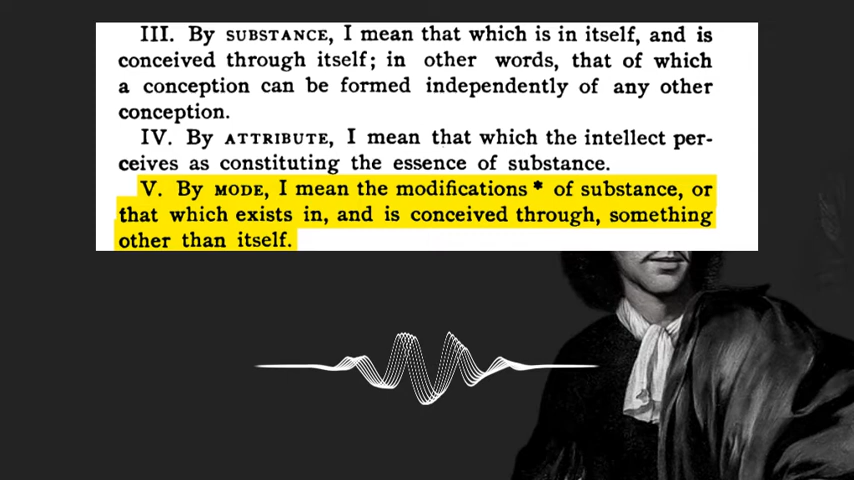 III. By SUBSTANCE, I mean that which is in itself, and is
conceived through itself; in other words, that of which
a conception can be formed independently of any other
conception.
IV. By ATTRIBUTE, I mean that which the intellect per-
ceives as constituting the essence of substance.
V. By MODE, I mean the modifications * of substance, or
that which exists in, and is conceived through, something
other than itself.